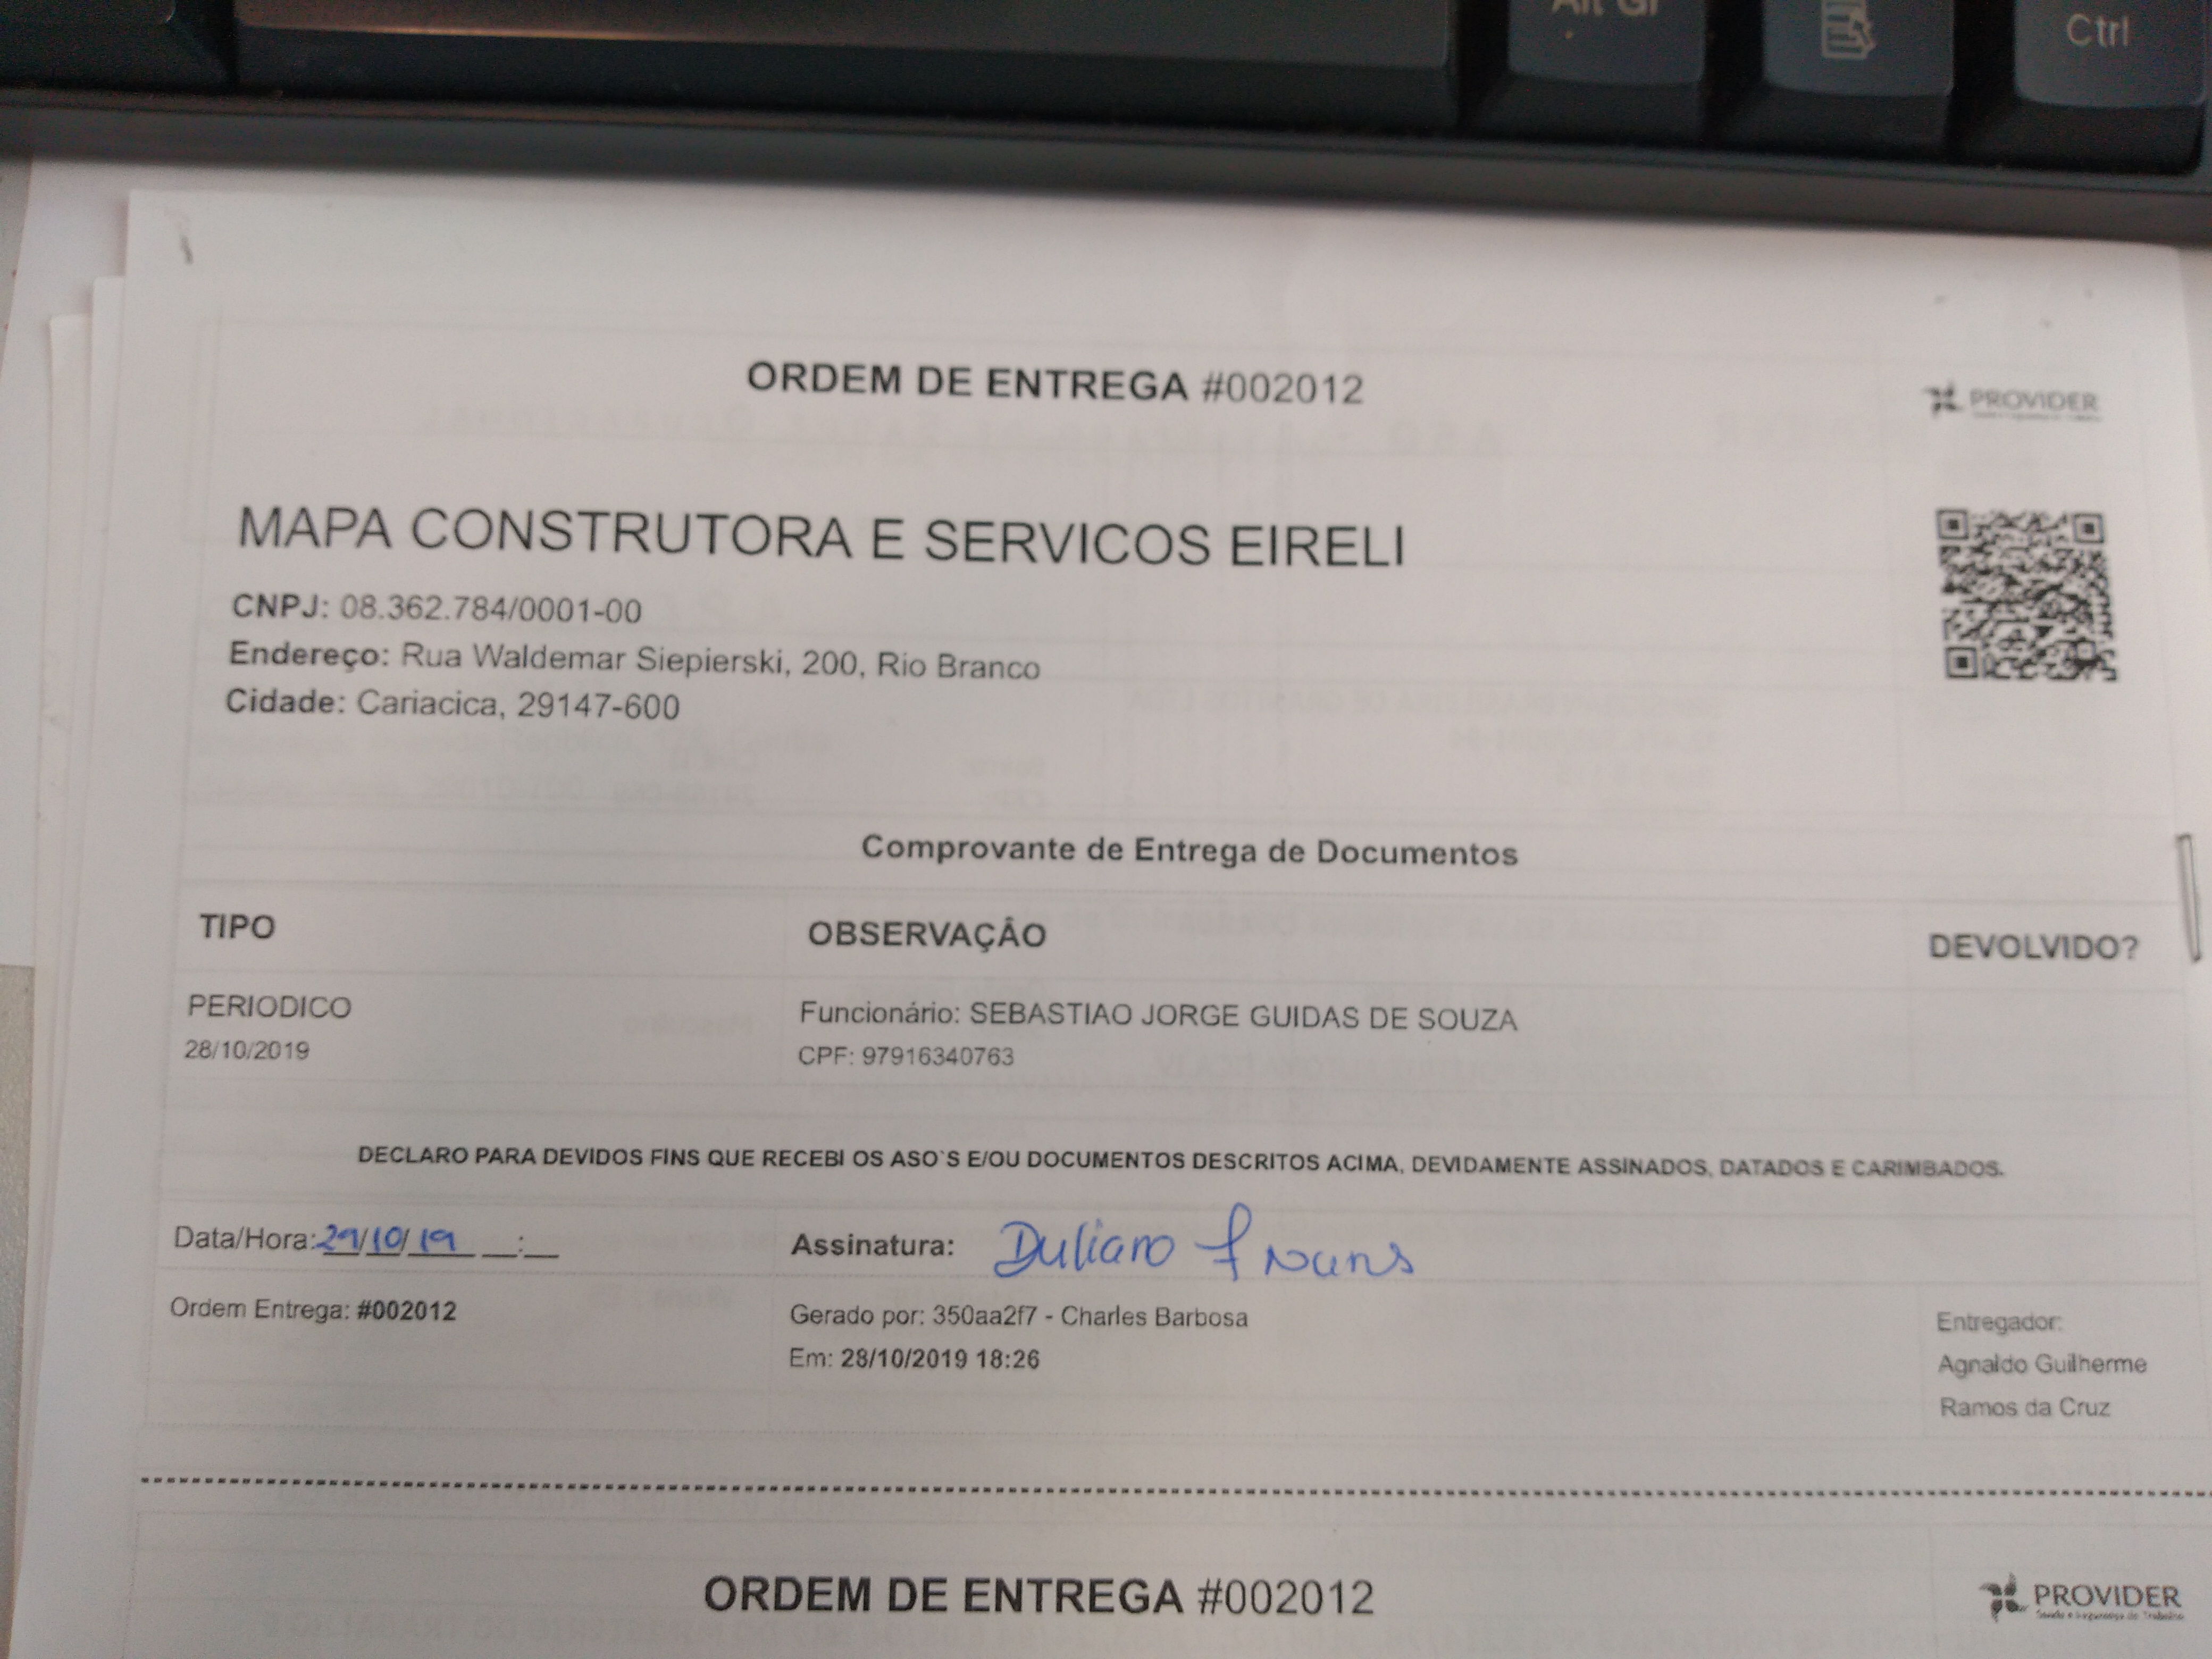 Alt Gr
Ctrl
ORDEM DE ENTREGA #002012
PROVIDER
MAPA CONSTRUTORA E SERVICOS EIRELI
CNPJ: 08.362.784/0001-00
Endereço: Rua Waldemar Siepierski, 200, Rio Branco
Cidade: Cariacica, 29147-600
Comprovante de Entrega de Documentos
TIPO OBSERVAÇÃO DEVOLVIDO?
PERIODICO Funcionário: SEBASTIAO JORGE GUIDAS DE SOUZA
28/10/2019 CPF: 97916340763
DECLARO PARA DEVIDOS FINS QUE RECEBI OS ASO`S E/OU DOCUMENTOS DESCRITOS ACIMA, DEVIDAMENTE ASSINADOS, DATADOS E CARIMBADOS.
Data/Hora: 29/10/19 __:__ Assinatura: Duliano
Ordem Entrega: #002012 Gerado por: 350aa2f7 - Charles Barbosa Entregador:
Em: 28/10/2019 18:26 Agnaldo Guilherme
Ramos da Cruz
ORDEM DE ENTREGA #002012
PROVIDER
Saúde e Segurança do Trabalho